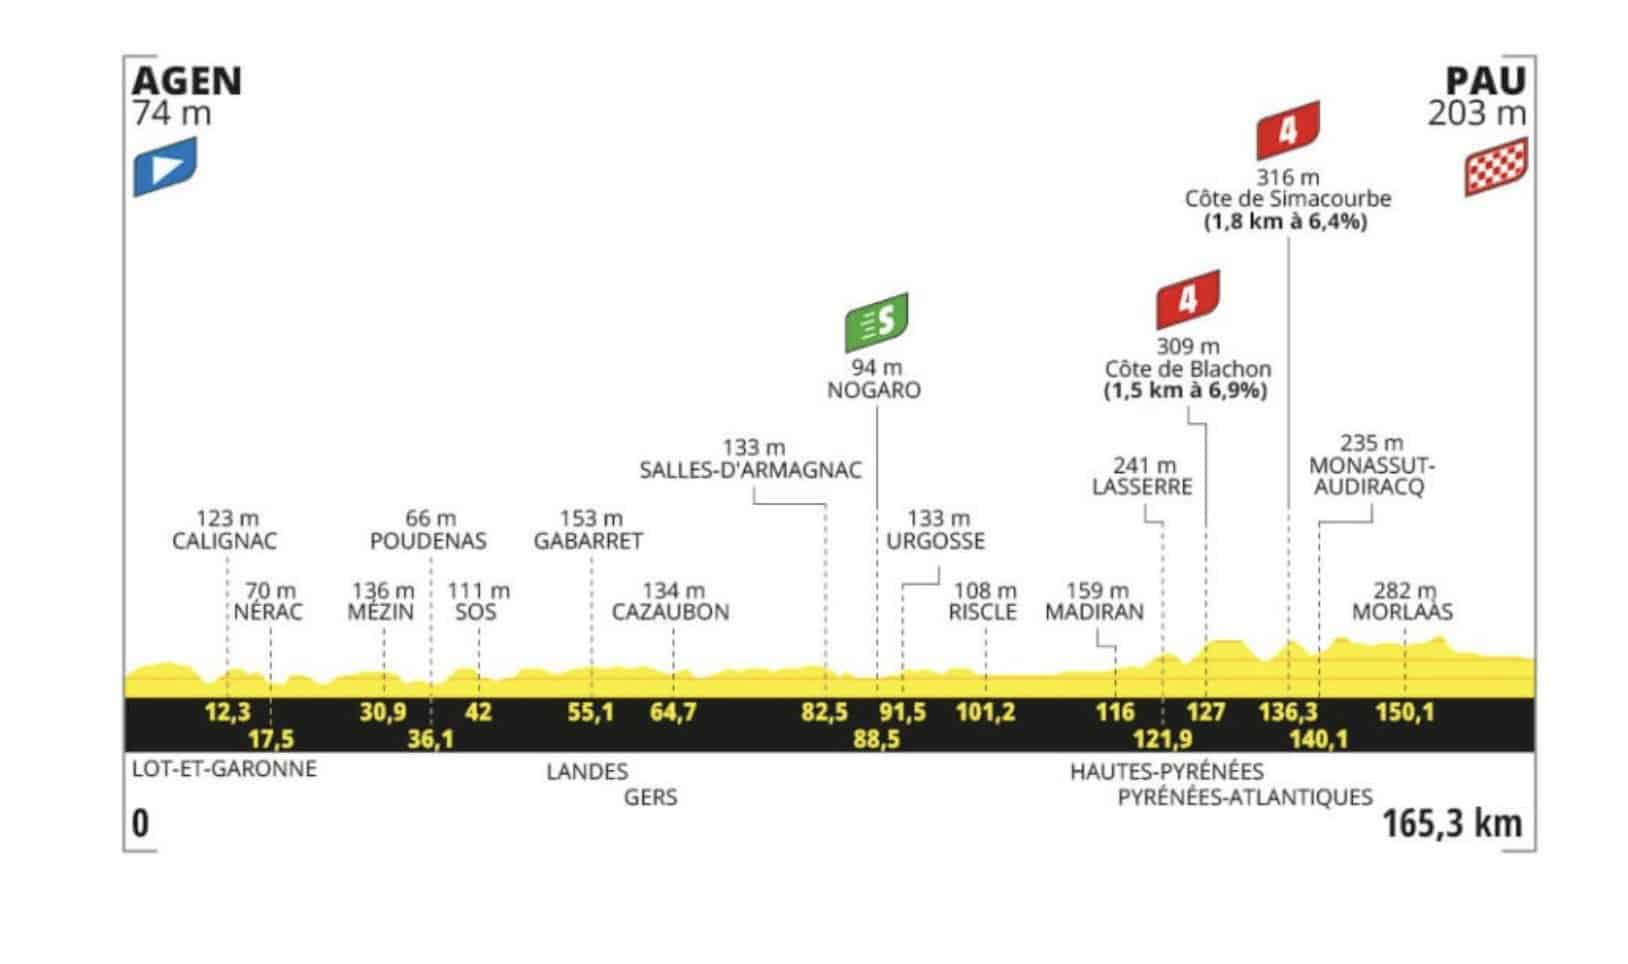 AGEN
74 m
PAU
203 m
4
316 m
Côte de Simacourbe
(1,8 km à 6,4%)
4
309 m
Côte de Blachon
(1,5 km à 6,9%)
S
94 m
NOGARO
133 m
SALLES-D'ARMAGNAC
241 m
LASSERRE
235 m
MONASSUT-
AUDIRACQ
123 m
CALIGNAC
66 m
POUDENAS
153 m
GABARRET
133 m
URGOSSE
70 m
NÉRAC
136 m
MÉZIN
111 m
SOS
134 m
CAZAUBON
108 m
RISCLE
159 m
MADIRAN
282 m
MORLAÀS
12,3
17,5
30,9
36,1
42
55,1
64,7
82,5
88,5
91,5
101,2
116
121,9
127
136,3
140,1
150,1
LOT-ET-GARONNE
LANDES
GERS
HAUTES-PYRÉNÉES
PYRÉNÉES-ATLANTIQUES
0
165,3 km